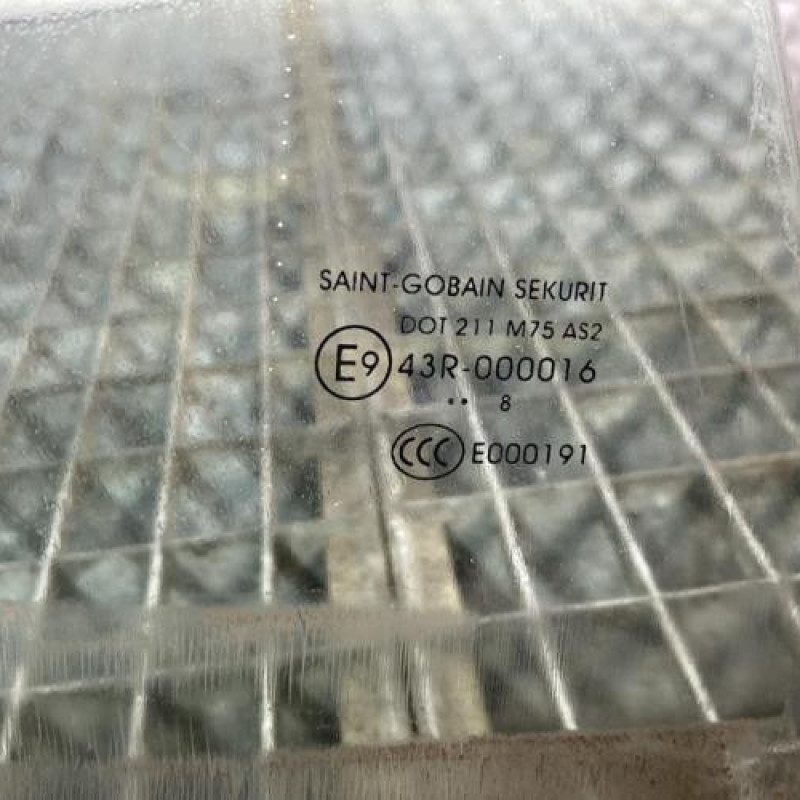 SAINT-GOBAIN SEKURIT
DOT 211 M75 AS2
E9 43R-000016
.. 8
CCC E000191